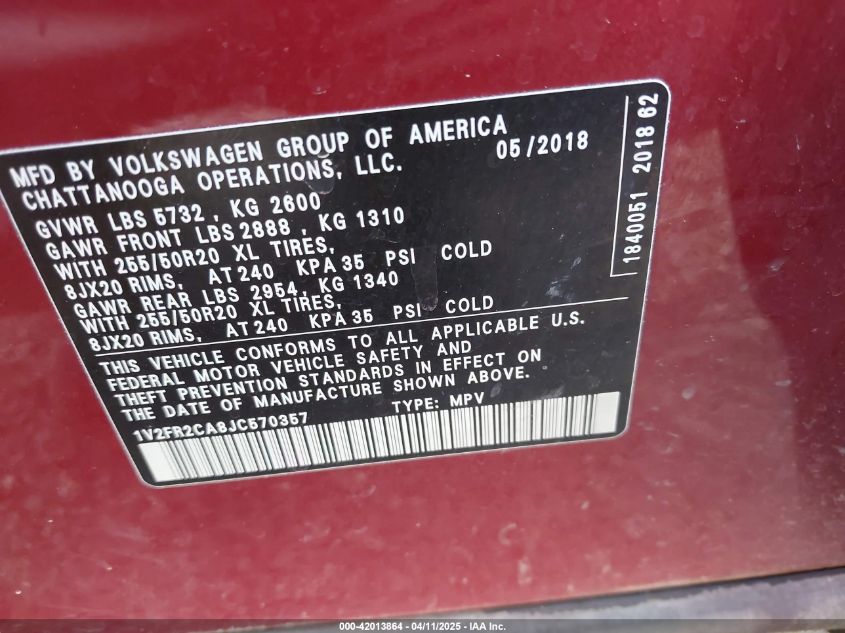 MFD BY VOLKSWAGEN GROUP OF AMERICA
CHATTANOOGA OPERATIONS, LLC.
05/2018
GVWR LBS 5732 , KG 2600
GAWR FRONT LBS 2888 , KG 1310
WITH 255/50R20 XL TIRES,
8JX20 RIMS, AT 240 KPA 35 PSI COLD
GAWR REAR LBS 2954, KG 1340
WITH 255/50R20 XL TIRES,
8JX20 RIMS, AT 240 KPA 35 PSI COLD
THIS VEHICLE CONFORMS TO ALL APPLICABLE U.S.
FEDERAL MOTOR VEHICLE SAFETY AND
THEFT PREVENTION STANDARDS IN EFFECT ON
THE DATE OF MANUFACTURE SHOWN ABOVE.
1V2FR2CA8JC570357 TYPE: MPV
1840051 2018 62
000-42013864 - 04/11/2025 - IAA Inc.